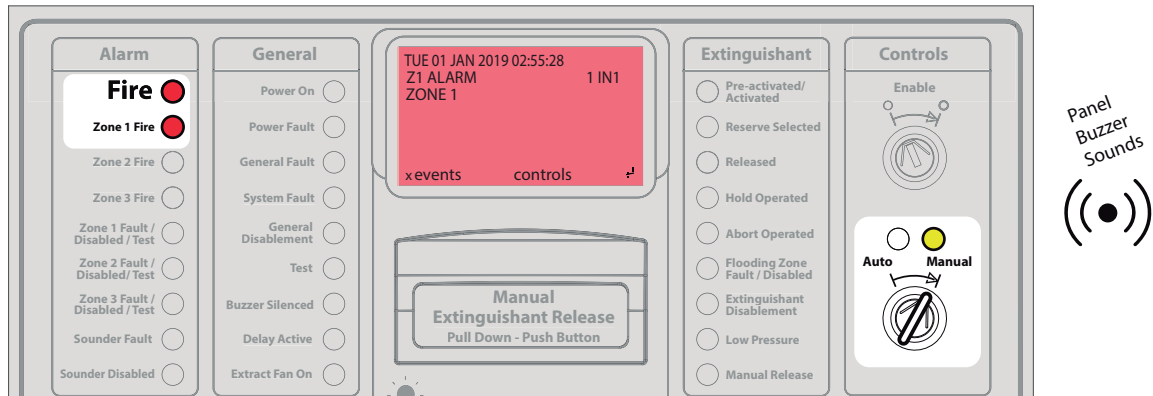 Alarm
Fire
Zone 1 Fire
Zone 2 Fire
Zone 3 Fire
Zone 1 Fault /
Disabled / Test
Zone 2 Fault /
Disabled/ Test
Zone 3 Fault /
Disabled / Test
Sounder Fault
Sounder Disabled
General
Power On
Power Fault
General Fault
System Fault
General
Disablement
Test
Buzzer Silenced
Delay Active
Extract Fan On
TUE 01 JAN 2019 02:55:28
Z1 ALARM 1 IN1
ZONE 1
x events controls ↵
Manual
Extinguishant Release
Pull Down - Push Button
Extinguishant
Pre-activated/
Activated
Reserve Selected
Released
Hold Operated
Abort Operated
Flooding Zone
Fault / Disabled
Extinguishant
Disablement
Low Pressure
Manual Release
Controls
Enable
Auto Manual
Panel
Buzzer
Sounds